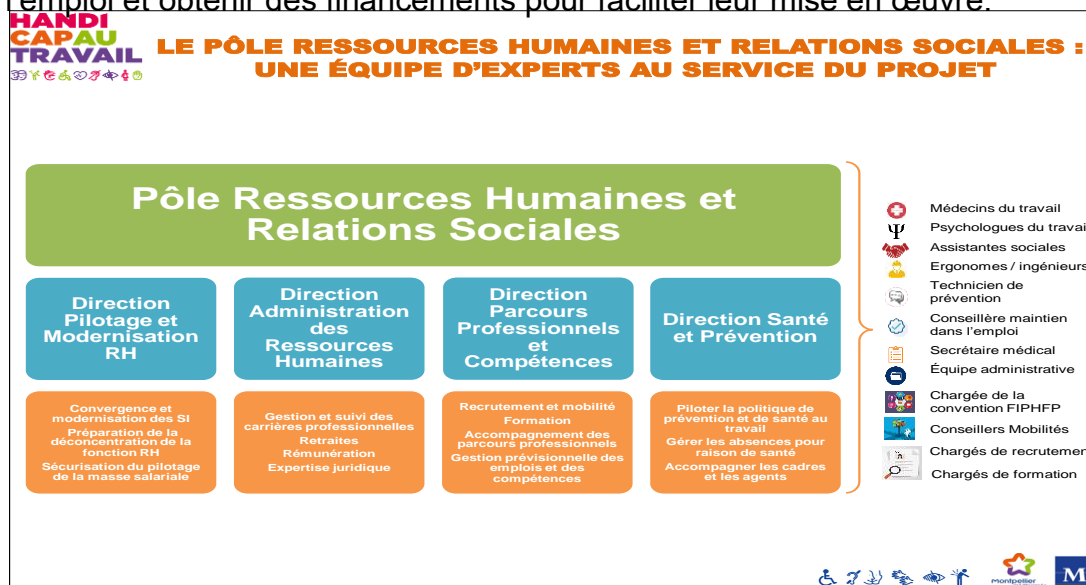 l'emploi et obtenir des financements pour faciliter leur mise en œuvre.
HANDI
CAPAU
TRAVAIL
LE PÔLE RESSOURCES HUMAINES ET RELATIONS SOCIALES :
UNE ÉQUIPE D'EXPERTS AU SERVICE DU PROJET
Pôle Ressources Humaines et
Relations Sociales
Direction
Pilotage et
Modernisation
RH
Direction
Administration
des
Ressources
Humaines
Direction
Parcours
Professionnels
et
Compétences
Direction Santé
et Prévention
Convergence et
modernisation des SI
Préparation de la
déconcentration de la
fonction RH
Sécurisation du pilotage
de la masse salariale
Gestion et suivi des
carrières professionnelles
Retraites
Rémunération
Expertise juridique
Recrutement et mobilité
Formation
Accompagnement des
parcours professionnels
Gestion prévisionnelle des
emplois et des
compétences
Piloter la politique de
prévention et de santé au
travail
Gérer les absences pour
raison de santé
Accompagner les cadres
et les agents
Médecins du travail
Psychologues du travail
Assistantes sociales
Ergonomes / ingénieurs
Technicien de
prévention
Conseillère maintien
dans l'emploi
Secrétaire médical
Équipe administrative
Chargée de la
convention FIPHFP
Conseillers Mobilités
Chargés de recrutemen
Chargés de formation
montpellier
M